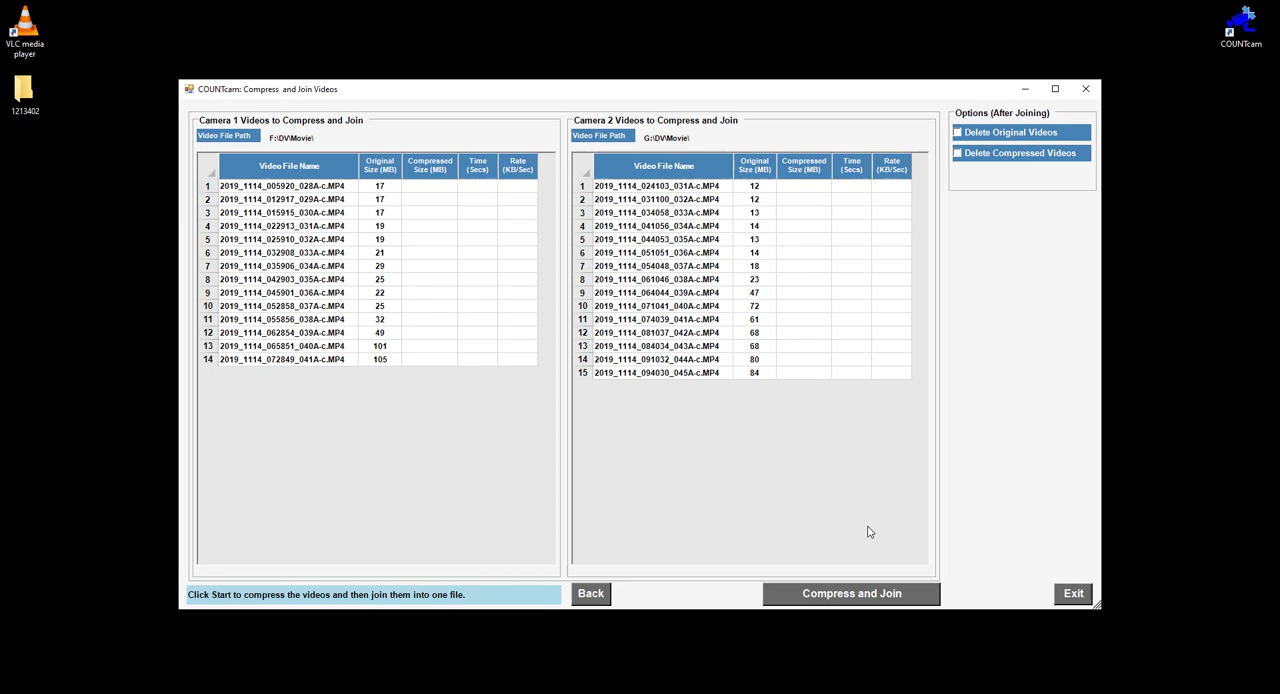 VLC media
player
1213402
COUNTcam
COUNTcam: Compress and Join Videos
Camera 1 Videos to Compress and Join
Video File Path F:\DV\Movie\
Video File Name Original Size (MB) Compressed Size (MB) Time (Secs) Rate (KB/Sec)
1 2019_1114_005920_028A-c.MP4 17
2 2019_1114_012917_029A-c.MP4 17
3 2019_1114_015915_030A-c.MP4 17
4 2019_1114_022913_031A-c.MP4 19
5 2019_1114_025910_032A-c.MP4 19
6 2019_1114_032908_033A-c.MP4 21
7 2019_1114_035906_034A-c.MP4 29
8 2019_1114_042903_035A-c.MP4 25
9 2019_1114_045901_036A-c.MP4 22
10 2019_1114_052858_037A-c.MP4 25
11 2019_1114_055856_038A-c.MP4 32
12 2019_1114_062854_039A-c.MP4 49
13 2019_1114_065851_040A-c.MP4 101
14 2019_1114_072849_041A-c.MP4 105
Camera 2 Videos to Compress and Join
Video File Path G:\DV\Movie\
Video File Name Original Size (MB) Compressed Size (MB) Time (Secs) Rate (KB/Sec)
1 2019_1114_024103_031A-c.MP4 12
2 2019_1114_031100_032A-c.MP4 12
3 2019_1114_034058_033A-c.MP4 13
4 2019_1114_041056_034A-c.MP4 14
5 2019_1114_044053_035A-c.MP4 13
6 2019_1114_051051_036A-c.MP4 14
7 2019_1114_054048_037A-c.MP4 18
8 2019_1114_061046_038A-c.MP4 23
9 2019_1114_064044_039A-c.MP4 47
10 2019_1114_071041_040A-c.MP4 72
11 2019_1114_074039_041A-c.MP4 61
12 2019_1114_081037_042A-c.MP4 68
13 2019_1114_084034_043A-c.MP4 68
14 2019_1114_091032_044A-c.MP4 80
15 2019_1114_094030_045A-c.MP4 84
Options (After Joining)
Delete Original Videos
Delete Compressed Videos
Click Start to compress the videos and then join them into one file.
Back
Compress and Join
Exit